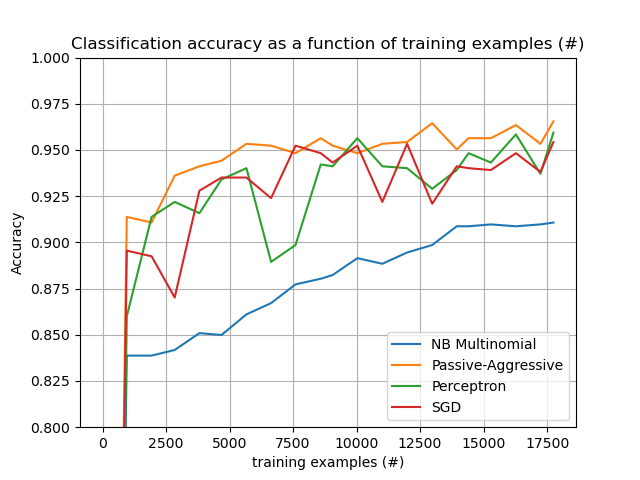 Classification accuracy as a function of training examples (#)
1.000
0.975
0.950
0.925
0.900
0.875
0.850
0.825
0.800
Accuracy
NB Multinomial
Passive-Aggressive
Perceptron
SGD
0 2500 5000 7500 10000 12500 15000 17500
training examples (#)